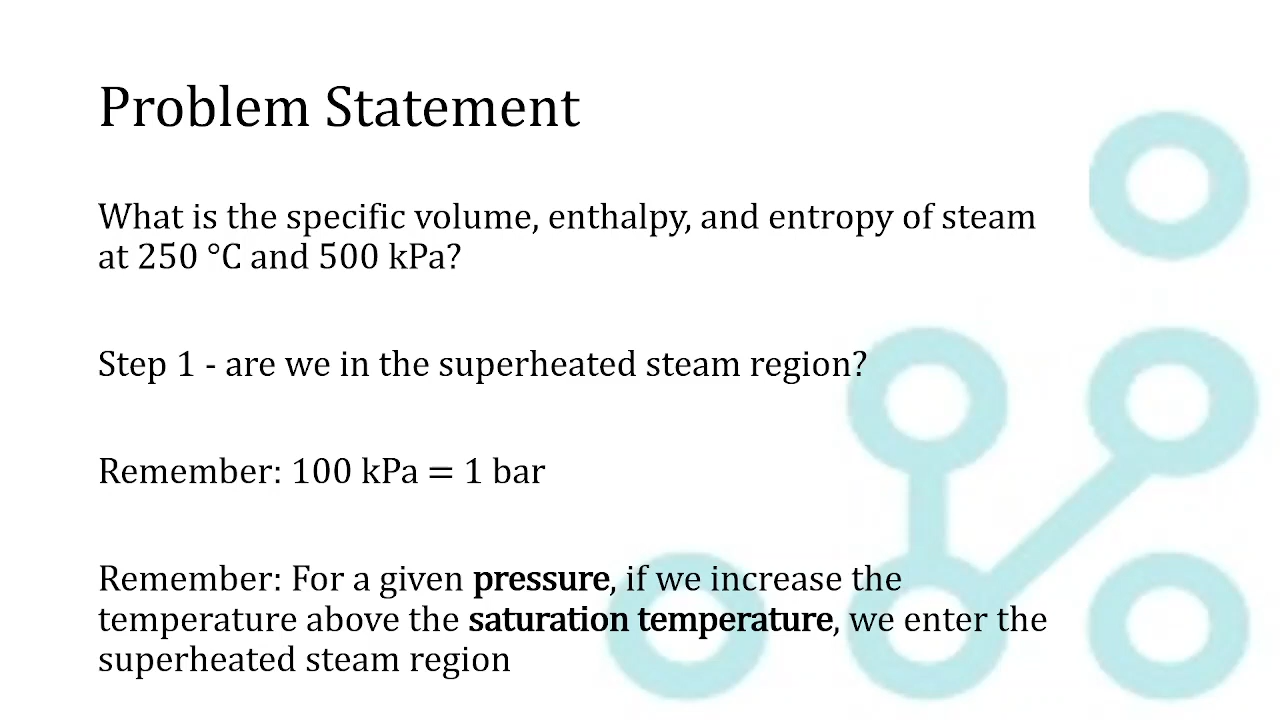 Problem Statement
What is the specific volume, enthalpy, and entropy of steam
at 250 °C and 500 kPa?
Step 1 - are we in the superheated steam region?
Remember: 100 kPa = 1 bar
Remember: For a given pressure, if we increase the
temperature above the saturation temperature, we enter the
superheated steam region